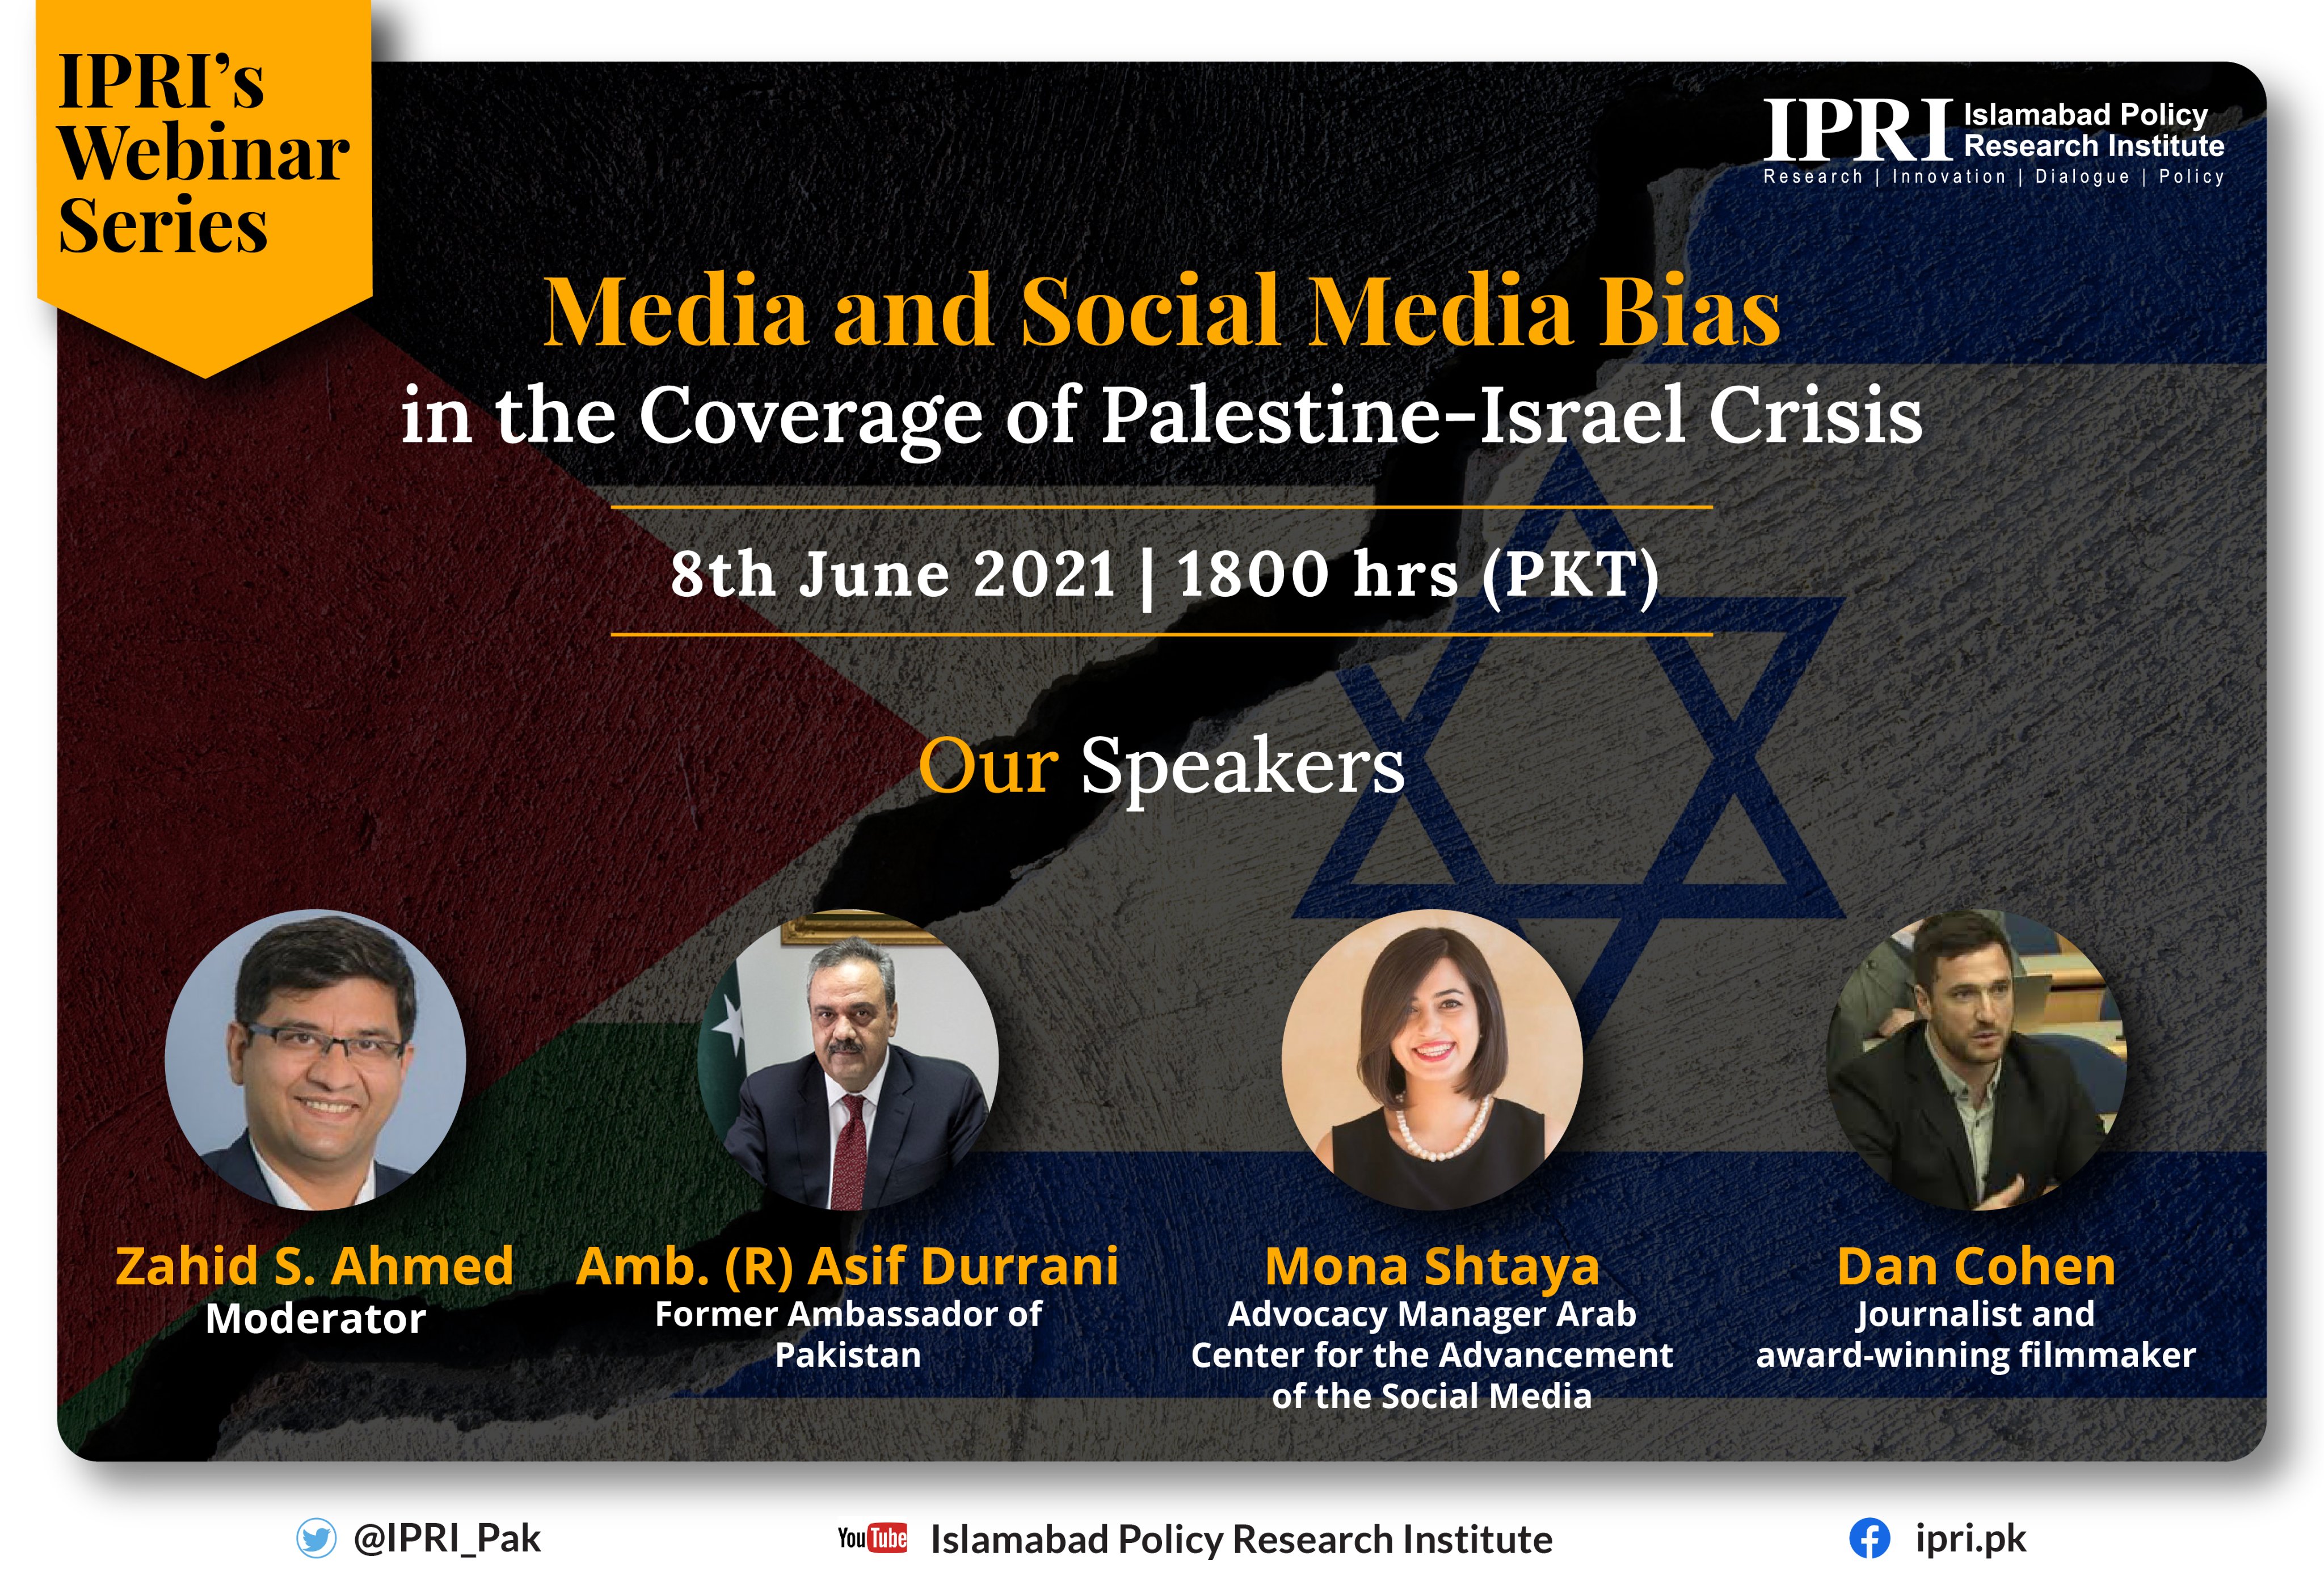 IPRI's
Webinar
Series
IPRI
Islamabad Policy
Research Institute
Research | Innovation | Dialogue | Policy
Media and Social Media Bias
in the Coverage of Palestine-Israel Crisis
8th June 2021 | 1800 hrs (PKT)
Our Speakers
Zahid S. Ahmed
Moderator
Amb. (R) Asif Durrani
Former Ambassador of
Pakistan
Mona Shtaya
Advocacy Manager Arab
Center for the Advancement
of the Social Media
Dan Cohen
Journalist and
award-winning filmmaker
@IPRI_Pak
YouTube Islamabad Policy Research Institute
ipri.pk